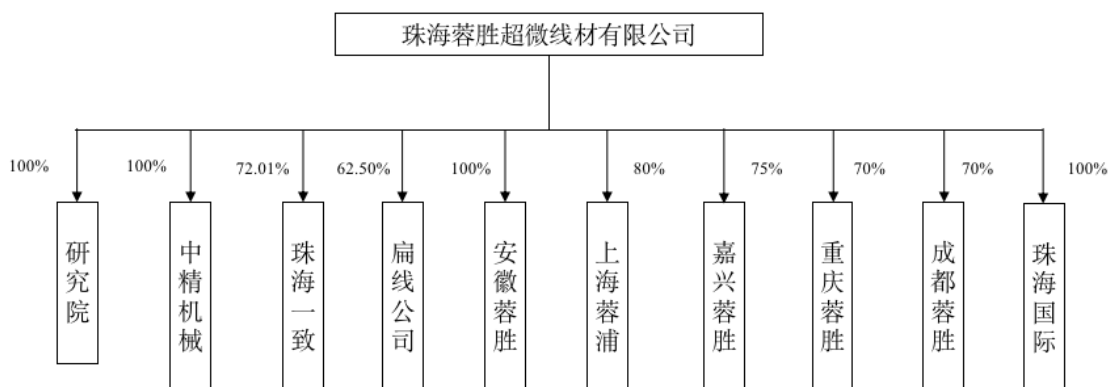 珠海蓉胜超微线材有限公司
100%
100%
72.01%
62.50%
100%
80%
75%
70%
70%
100%
研究院
中精机械
珠海一致
扁线公司
安徽蓉胜
上海蓉浦
嘉兴蓉胜
重庆蓉胜
成都蓉胜
珠海国际